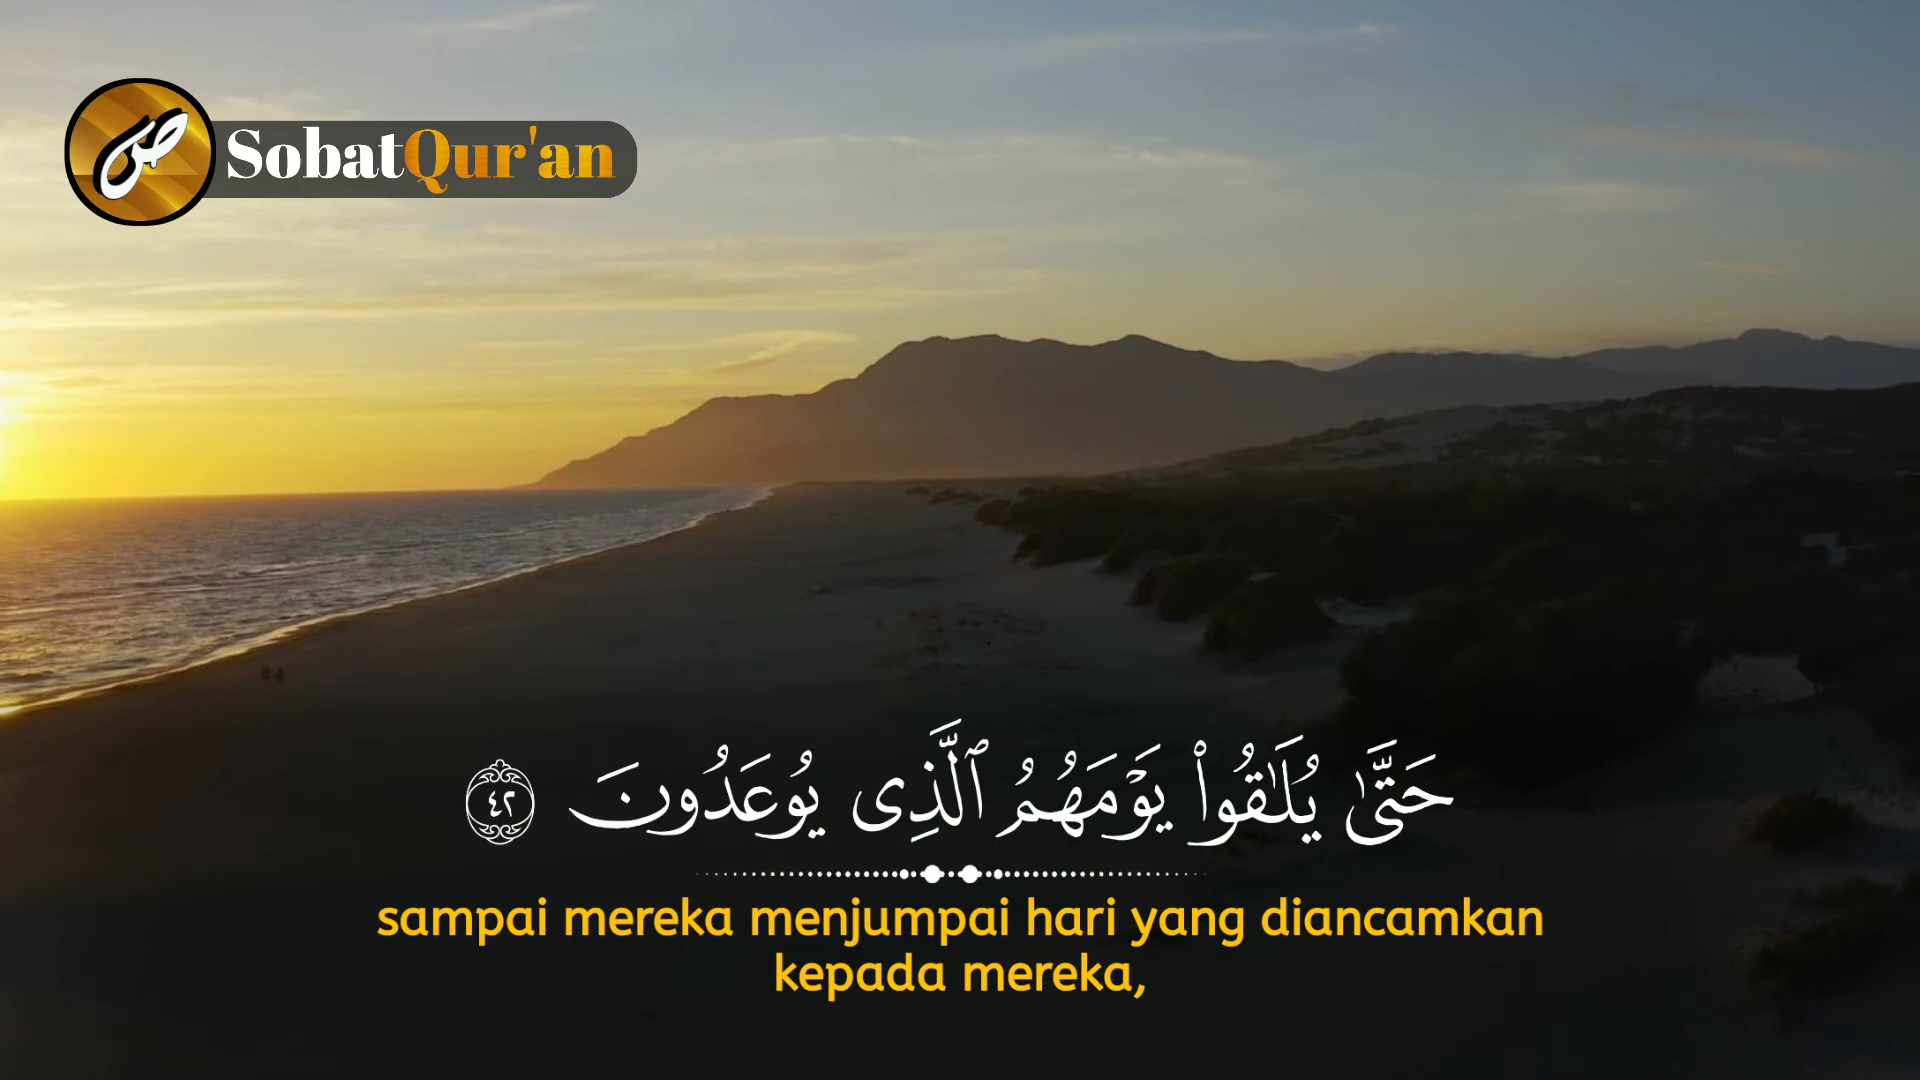 ص
SobatQur'an
حَتَّىٰ يُلَـٰقُوا۟ يَوْمَهُمُ ٱلَّذِى يُوعَدُونَ ٤٢
sampai mereka menjumpai hari yang diancamkan
kepada mereka,